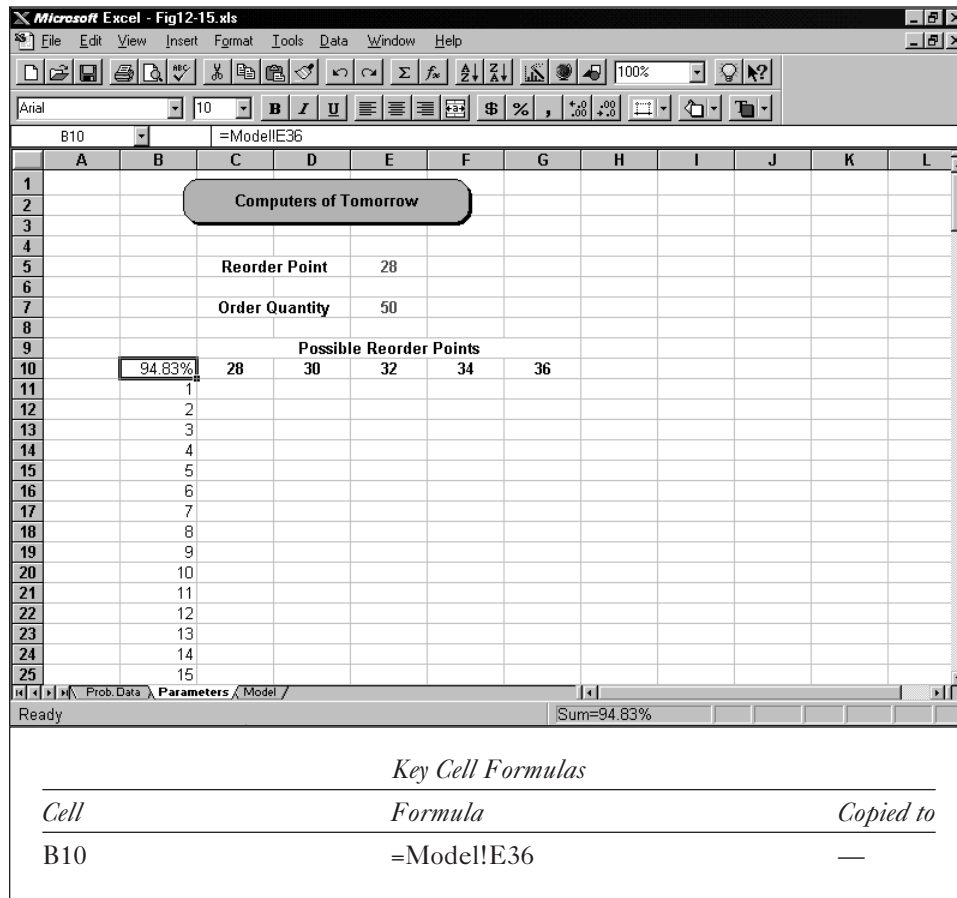 Microsoft Excel - Fig12-15.xls
File Edit View Insert Format Tools Data Window Help
100%
Arial 10 B I U $ % , +.0 .00 .00 +.0
B10 =Model!E36
A B C D E F G H I J K L
1
2 Computers of Tomorrow
3
4
5 Reorder Point 28
6
7 Order Quantity 50
8
9 Possible Reorder Points
10 94.83% 28 30 32 34 36
11 1
12 2
13 3
14 4
15 5
16 6
17 7
18 8
19 9
20 10
21 11
22 12
23 13
24 14
25 15
Prob. Data Parameters Model
Ready Sum=94.83%
Key Cell Formulas
Cell Formula Copied to
B10 =Model!E36 —